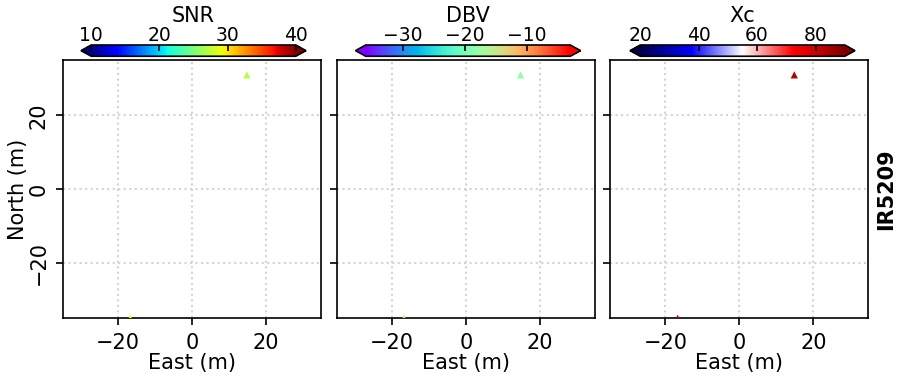 SNR DBV Xc
10 20 30 40 −30 −20 −10 20 40 60 80
North (m)
20
0
−20
IR5209
−20 0 20 −20 0 20 −20 0 20
East (m) East (m) East (m)